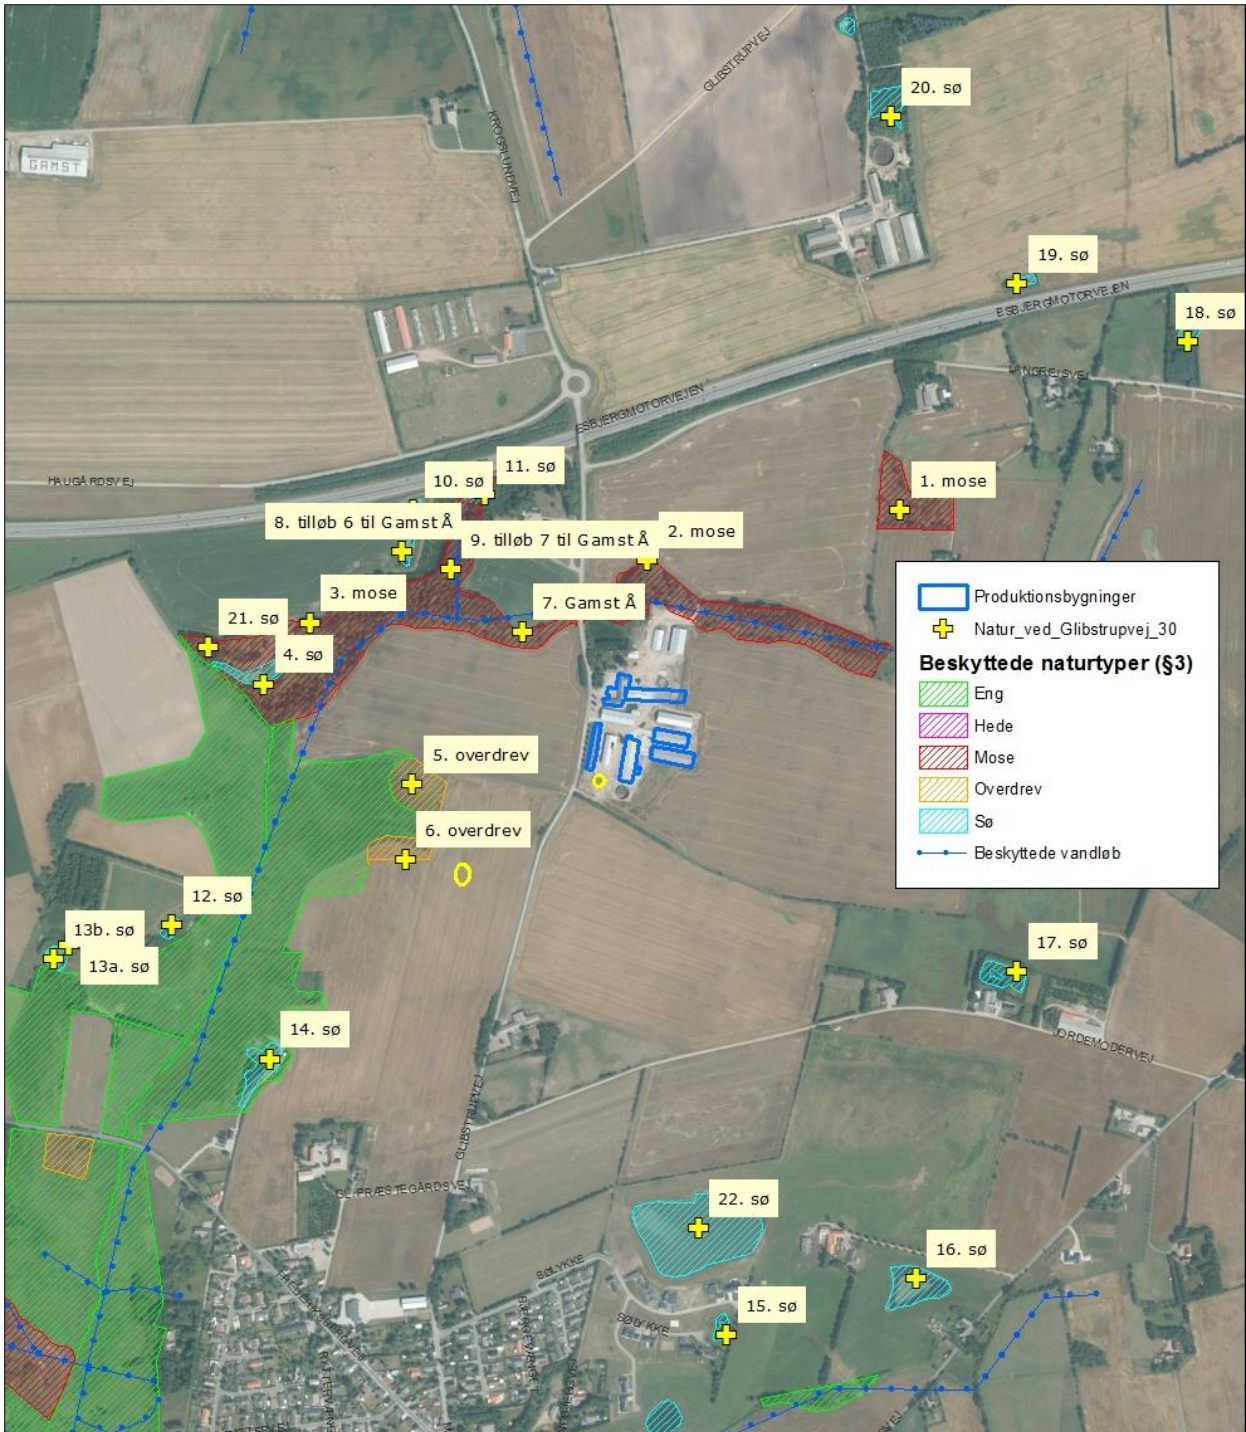 GLIBSTRUPVEJ
20. sø
KROGSLUNDVEJ
GAMST
19. sø
ESBJERGMOTORVEJEN
18. sø
LANGREJSVEJ
ESBJERGMOTORVEJEN
11. sø
HAUGÅRDSVEJ
10. sø
1. mose
8. tilløb 6 til Gamst Å
9. tilløb 7 til Gamst Å
2. mose
3. mose
7. Gamst Å
21. sø
4. sø
Produktionsbygninger
Natur_ved_Glibstrupvej_30
Beskyttede naturtyper (§3)
Eng
Hede
Mose
Overdrev
Sø
Beskyttede vandløb
5. overdrev
6. overdrev
12. sø
13b. sø
13a. sø
17. sø
14. sø
JORDEMODERVEJ
GLIBSTRUPVEJ
GL. PRÆSTEGÅRDSVEJ
22. sø
16. sø
SØLYKKE
15. sø
SØLYKKE